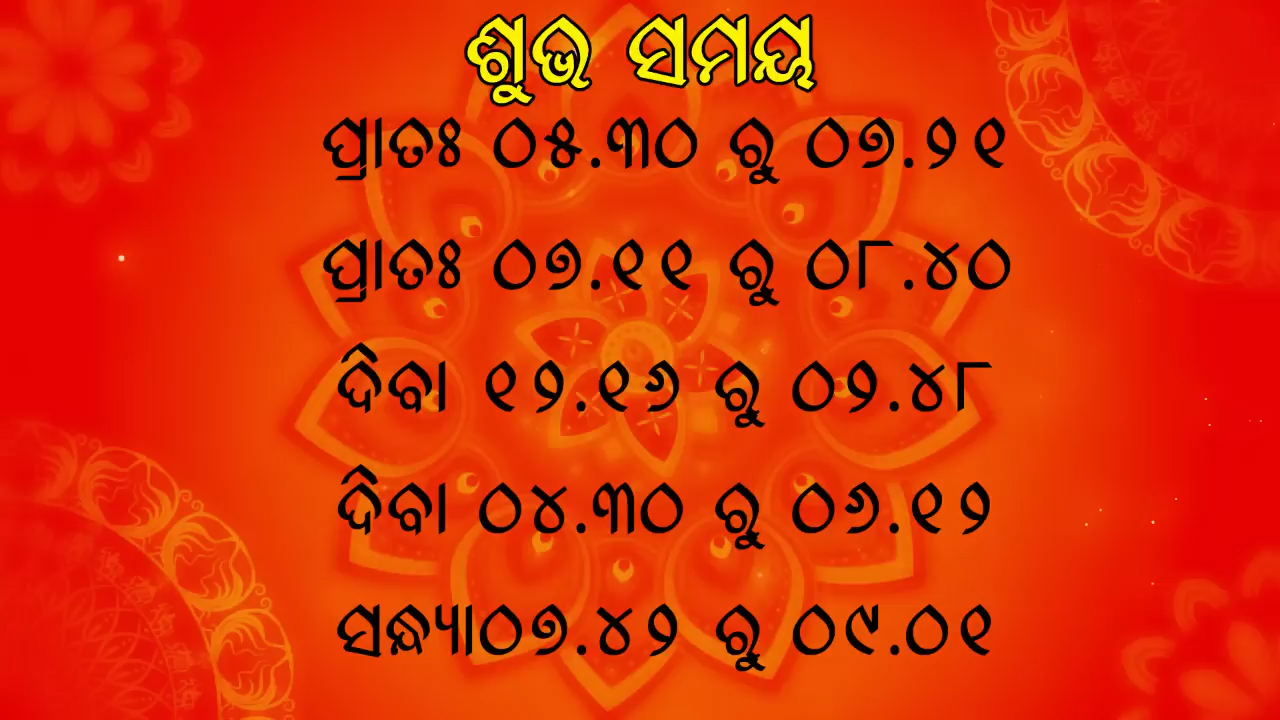 ଶୁଭ ସମୟ
ପ୍ରାତଃ ୦୫.୩୦ ରୁ ୦୭.୨୧
ପ୍ରାତଃ ୦୭.୧୧ ରୁ ୦୮.୪୦
ଦିବା ୧୨.୧୬ ରୁ ୦୨.୪୮
ଦିବା ୦୪.୩୦ ରୁ ୦୬.୧୨
ସନ୍ଧ୍ୟା୦୭.୪୨ ରୁ ୦୯.୦୧